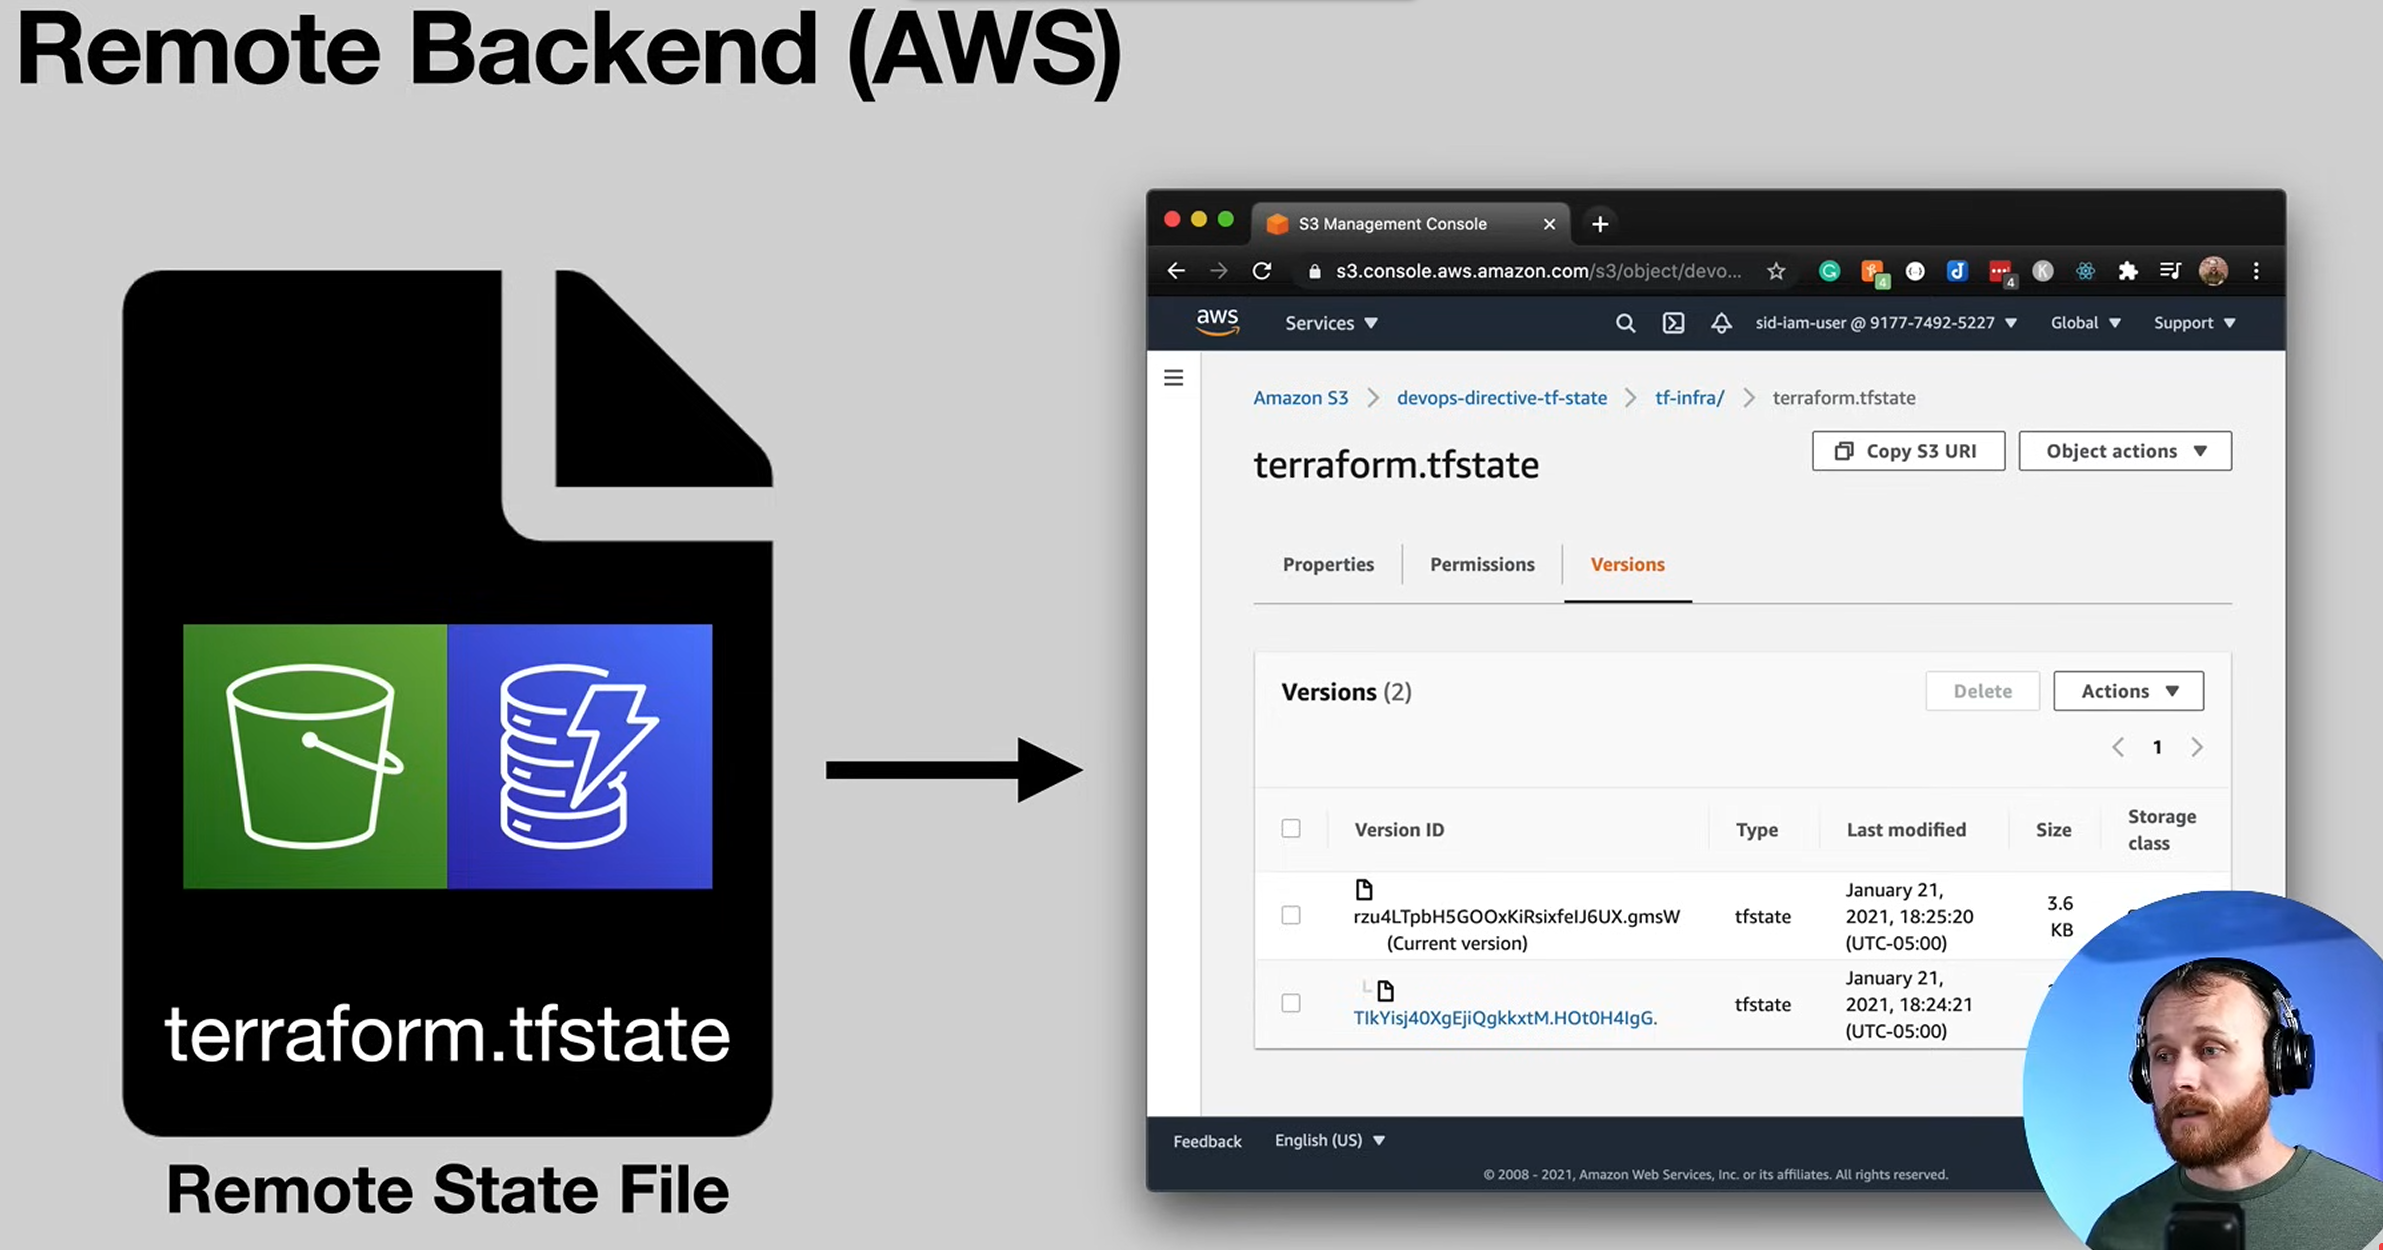 Remote Backend (AWS)
S3 Management Console
s3.console.aws.amazon.com/s3/object/devo...
4
4
K
aws
Services
sid-iam-user @ 9177-7492-5227
Global
Support
Amazon S3
devops-directive-tf-state
tf-infra/
terraform.tfstate
terraform.tfstate
Copy S3 URI
Object actions
Properties
Permissions
Versions
Versions (2)
Delete
Actions
1
Version ID
Type
Last modified
Size
Storage
class
rzu4LTpbH5GOOxKiRsixfeIJ6UX.gmsW
(Current version)
tfstate
January 21,
2021, 18:25:20
(UTC-05:00)
3.6
KB
TIkYisj40XgEjiQgkkxtM.HOt0H4IgG.
tfstate
January 21,
2021, 18:24:21
(UTC-05:00)
Feedback
English (US)
© 2008 - 2021, Amazon Web Services, Inc. or its affiliates. All rights reserved.
terraform.tfstate
Remote State File